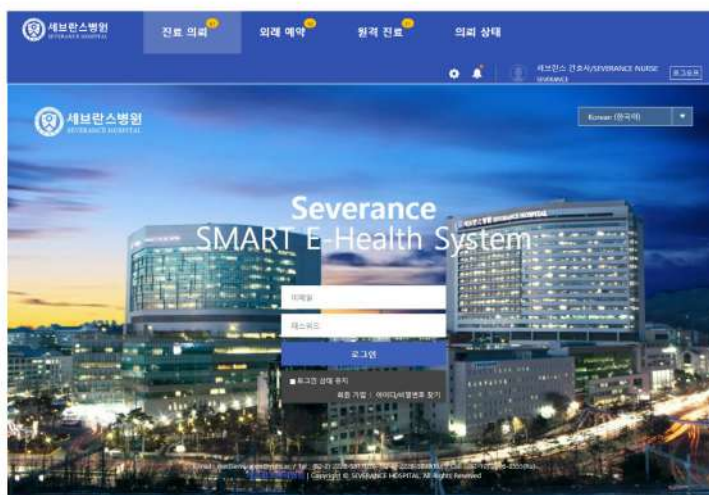 세브란스병원
SEVERANCE HOSPITAL
진료 의뢰
외래 예약
원격 진료
의뢰 상태
세브란스 간호사/SEVERANCE NURSE
SEVERANCE
로그아웃
세브란스병원
SEVERANCE HOSPITAL
Korean (한국어)
Severance
SMART E-Health System
이메일
패스워드
로그인
로그인 상태 유지
회원 가입 | 아이디/비밀번호 찾기
| Copyright © SEVERANCE HOSPITAL. All Rights Reserved